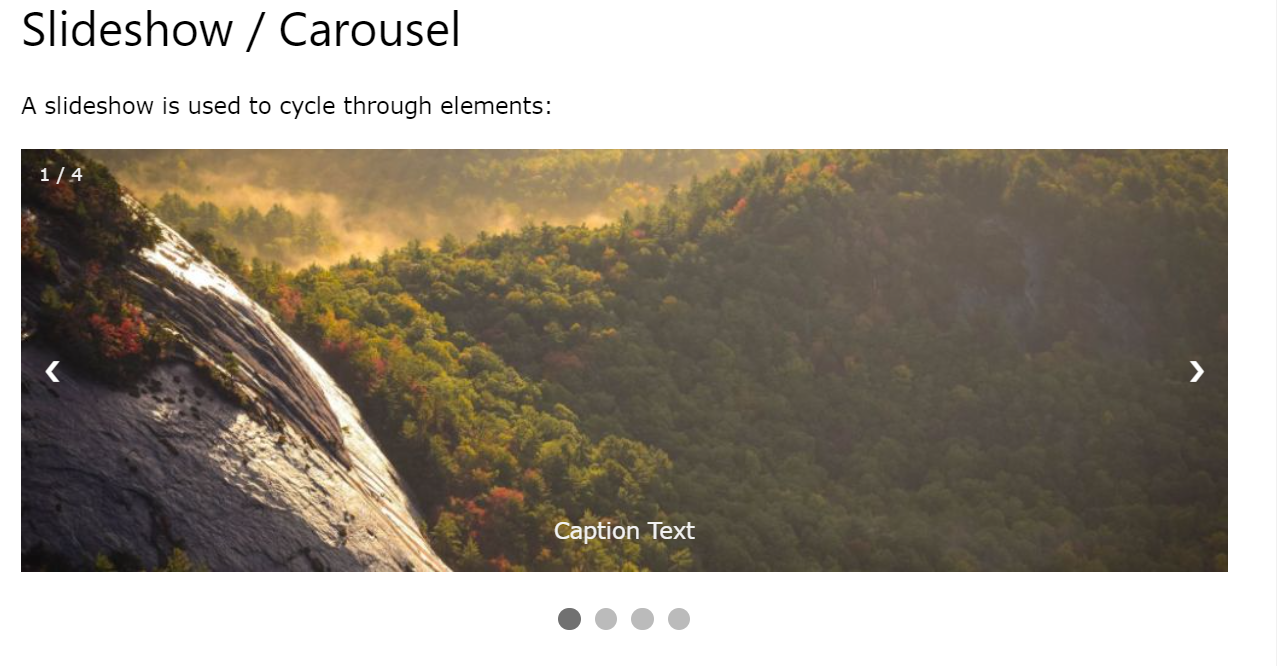 Slideshow / Carousel
A slideshow is used to cycle through elements:
1 / 4
❮ ❯
Caption Text